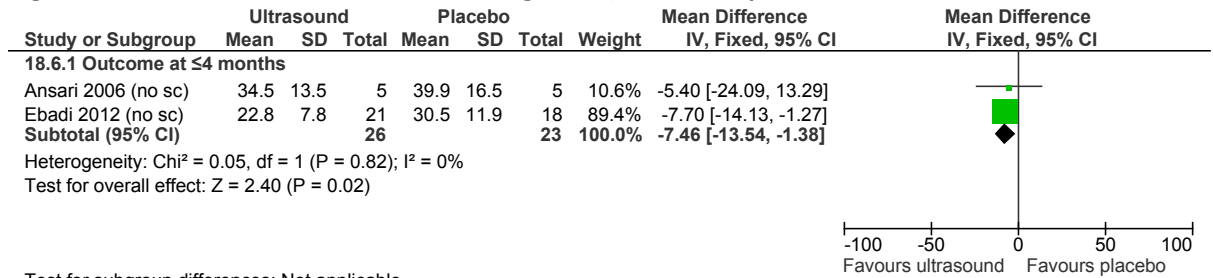 Ultrasound Placebo Mean Difference Mean Difference
Study or Subgroup Mean SD Total Mean SD Total Weight IV, Fixed, 95% CI IV, Fixed, 95% CI
18.6.1 Outcome at ≤4 months
Ansari 2006 (no sc) 34.5 13.5 5 39.9 16.5 5 10.6% -5.40 [-24.09, 13.29]
Ebadi 2012 (no sc) 22.8 7.8 21 30.5 11.9 18 89.4% -7.70 [-14.13, -1.27]
Subtotal (95% CI) 26 23 100.0% -7.46 [-13.54, -1.38]
Heterogeneity: Chi² = 0.05, df = 1 (P = 0.82); I² = 0%
Test for overall effect: Z = 2.40 (P = 0.02)
-100 -50 0 50 100
Favours ultrasound Favours placebo
Test for subgroup differences: Not applicable